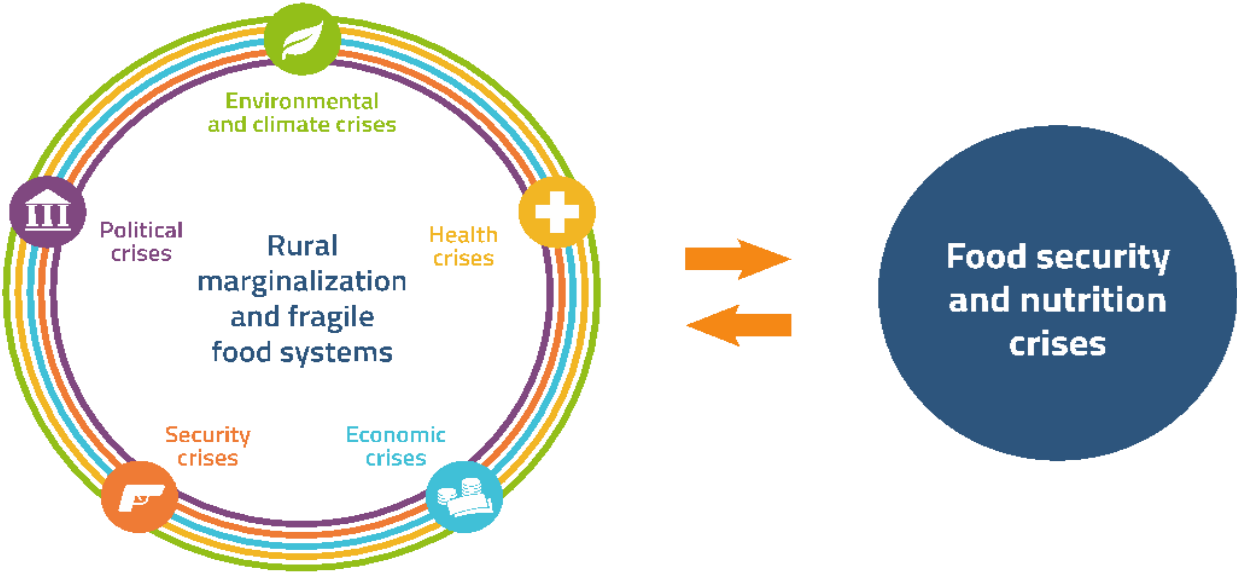 Environmental
and climate crises
Political
crises
Health
crises
Rural
marginalization
and fragile
food systems
Security
crises
Economic
crises
Food security
and nutrition
crises